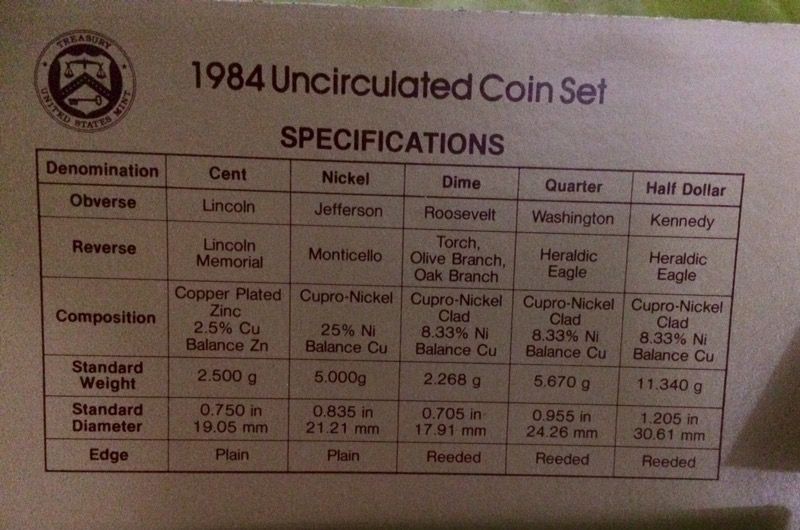 TREASURY
UNITED STATES MINT
1984 Uncirculated Coin Set
SPECIFICATIONS
Denomination Cent Nickel Dime Quarter Half Dollar
Obverse Lincoln Jefferson Roosevelt Washington Kennedy
Reverse Lincoln Memorial Monticello Torch, Olive Branch, Oak Branch Heraldic Eagle Heraldic Eagle
Composition Copper Plated Zinc 2.5% Cu Balance Zn Cupro-Nickel 25% Ni Balance Cu Cupro-Nickel Clad 8.33% Ni Balance Cu Cupro-Nickel Clad 8.33% Ni Balance Cu Cupro-Nickel Clad 8.33% Ni Balance Cu
Standard Weight 2.500 g 5.000g 2.268 g 5.670 g 11.340 g
Standard Diameter 0.750 in 19.05 mm 0.835 in 21.21 mm 0.705 in 17.91 mm 0.955 in 24.26 mm 1.205 in 30.61 mm
Edge Plain Plain Reeded Reeded Reeded